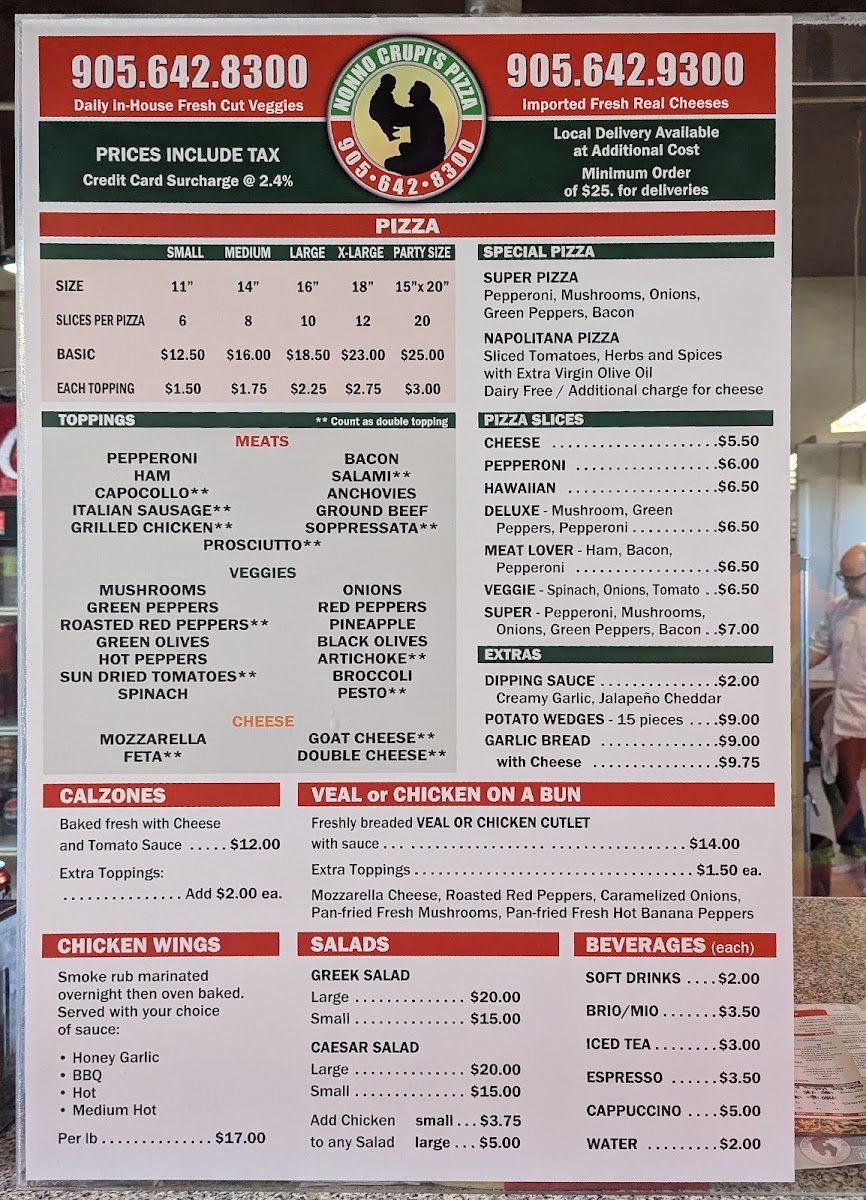 905.642.8300
Daily in-House Fresh Cut Veggies
NONNO CRUPI'S PIZZA
905•642•8300
905.642.9300
Imported Fresh Real Cheeses
PRICES INCLUDE TAX
Credit Card Surcharge @ 2.4%
Local Delivery Available
at Additional Cost
Minimum Order
of $25. for deliveries
PIZZA
SMALL MEDIUM LARGE X-LARGE PARTY SIZE
SIZE 11” 14” 16” 18” 15”x 20”
SLICES PER PIZZA 6 8 10 12 20
BASIC $12.50 $16.00 $18.50 $23.00 $25.00
EACH TOPPING $1.50 $1.75 $2.25 $2.75 $3.00
TOPPINGS ** Count as double topping
MEATS
PEPPERONI BACON
HAM SALAMI**
CAPOCOLLO** ANCHOVIES
ITALIAN SAUSAGE** GROUND BEEF
GRILLED CHICKEN** SOPPRESSATA**
PROSCIUTTO**
VEGGIES
MUSHROOMS ONIONS
GREEN PEPPERS RED PEPPERS
ROASTED RED PEPPERS** PINEAPPLE
GREEN OLIVES BLACK OLIVES
HOT PEPPERS ARTICHOKE**
SUN DRIED TOMATOES** BROCCOLI
SPINACH PESTO**
CHEESE
MOZZARELLA GOAT CHEESE**
FETA** DOUBLE CHEESE**
SPECIAL PIZZA
SUPER PIZZA
Pepperoni, Mushrooms, Onions,
Green Peppers, Bacon
NAPOLITANA PIZZA
Sliced Tomatoes, Herbs and Spices
with Extra Virgin Olive Oil
Dairy Free / Additional charge for cheese
PIZZA SLICES
CHEESE ....................$5.50
PEPPERONI .................$6.00
HAWAIIAN ..................$6.50
DELUXE - Mushroom, Green
Peppers, Pepperoni ..........$6.50
MEAT LOVER - Ham, Bacon,
Pepperoni .................$6.50
VEGGIE - Spinach, Onions, Tomato ..$6.50
SUPER - Pepperoni, Mushrooms,
Onions, Green Peppers, Bacon ..$7.00
EXTRAS
DIPPING SAUCE ..............$2.00
Creamy Garlic, Jalapeño Cheddar
POTATO WEDGES - 15 pieces ....$9.00
GARLIC BREAD ..............$9.00
with Cheese ...............$9.75
CALZONES
Baked fresh with Cheese
and Tomato Sauce ..... $12.00
Extra Toppings:
............... Add $2.00 ea.
VEAL or CHICKEN ON A BUN
Freshly breaded VEAL OR CHICKEN CUTLET
with sauce ... ................... ................. $14.00
Extra Toppings ................................... $1.50 ea.
Mozzarella Cheese, Roasted Red Peppers, Caramelized Onions,
Pan-fried Fresh Mushrooms, Pan-fried Fresh Hot Banana Peppers
CHICKEN WINGS
Smoke rub marinated
overnight then oven baked.
Served with your choice
of sauce:
• Honey Garlic
• BBQ
• Hot
• Medium Hot
Per lb .............. $17.00
SALADS
GREEK SALAD
Large .............. $20.00
Small .............. $15.00
CAESAR SALAD
Large .............. $20.00
Small .............. $15.00
Add Chicken small ... $3.75
to any Salad large ... $5.00
BEVERAGES (each)
SOFT DRINKS ....$2.00
BRIO/MIO .......$3.50
ICED TEA ........$3.00
ESPRESSO ......$3.50
CAPPUCCINO ....$5.00
WATER .........$2.00